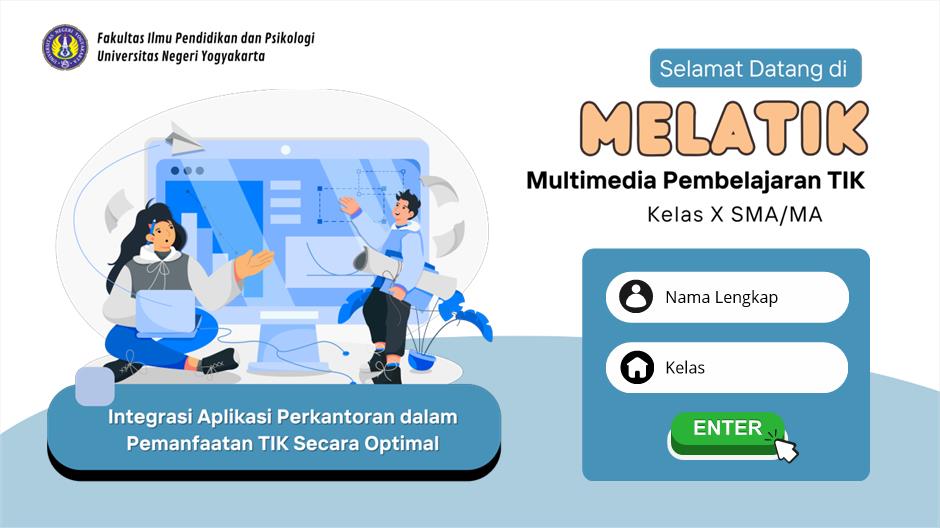 Fakultas Ilmu Pendidikan dan Psikologi
Universitas Negeri Yogyakarta
Selamat Datang di
MELATIK
Multimedia Pembelajaran TIK
Kelas X SMA/MA
Nama Lengkap
Kelas
ENTER
Integrasi Aplikasi Perkantoran dalam
Pemanfaatan TIK Secara Optimal